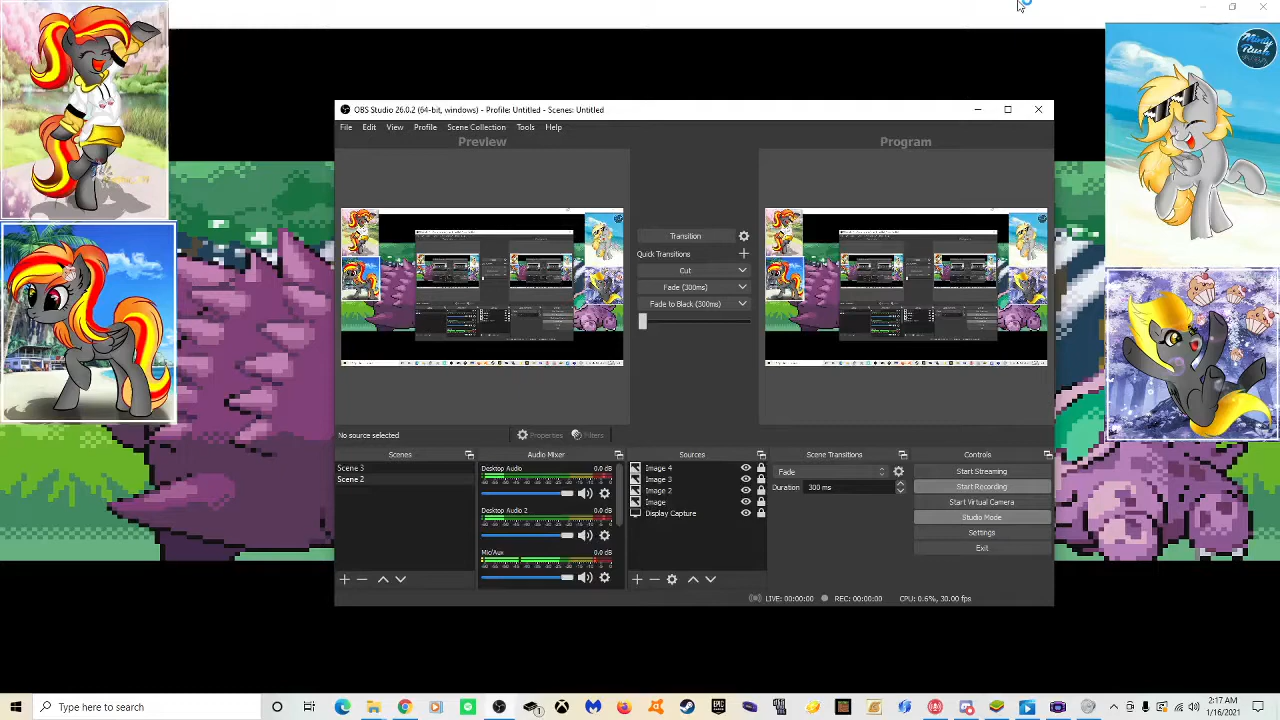 OBS Studio 26.0.2 (64-bit, windows) - Profile: Untitled - Scenes: Untitled
File Edit View Profile Scene Collection Tools Help
Preview
Program
Minty Rush
Transition
Quick Transitions
Cut
Fade (300ms)
Fade to Black (300ms)
No source selected
Properties
Filters
Scenes
Audio Mixer
Sources
Scene Transitions
Controls
Scene 3
Scene 2
Desktop Audio 0.0 dB
Desktop Audio 2 0.0 dB
Mic/Aux 0.0 dB
Image 4
Image 3
Image 2
Image
Display Capture
Fade
Duration 300 ms
Start Streaming
Start Recording
Start Virtual Camera
Studio Mode
Settings
Exit
LIVE: 00:00:00 REC: 00:00:00 CPU: 0.6%, 30.00 fps
Type here to search
2:17 AM
1/16/2021